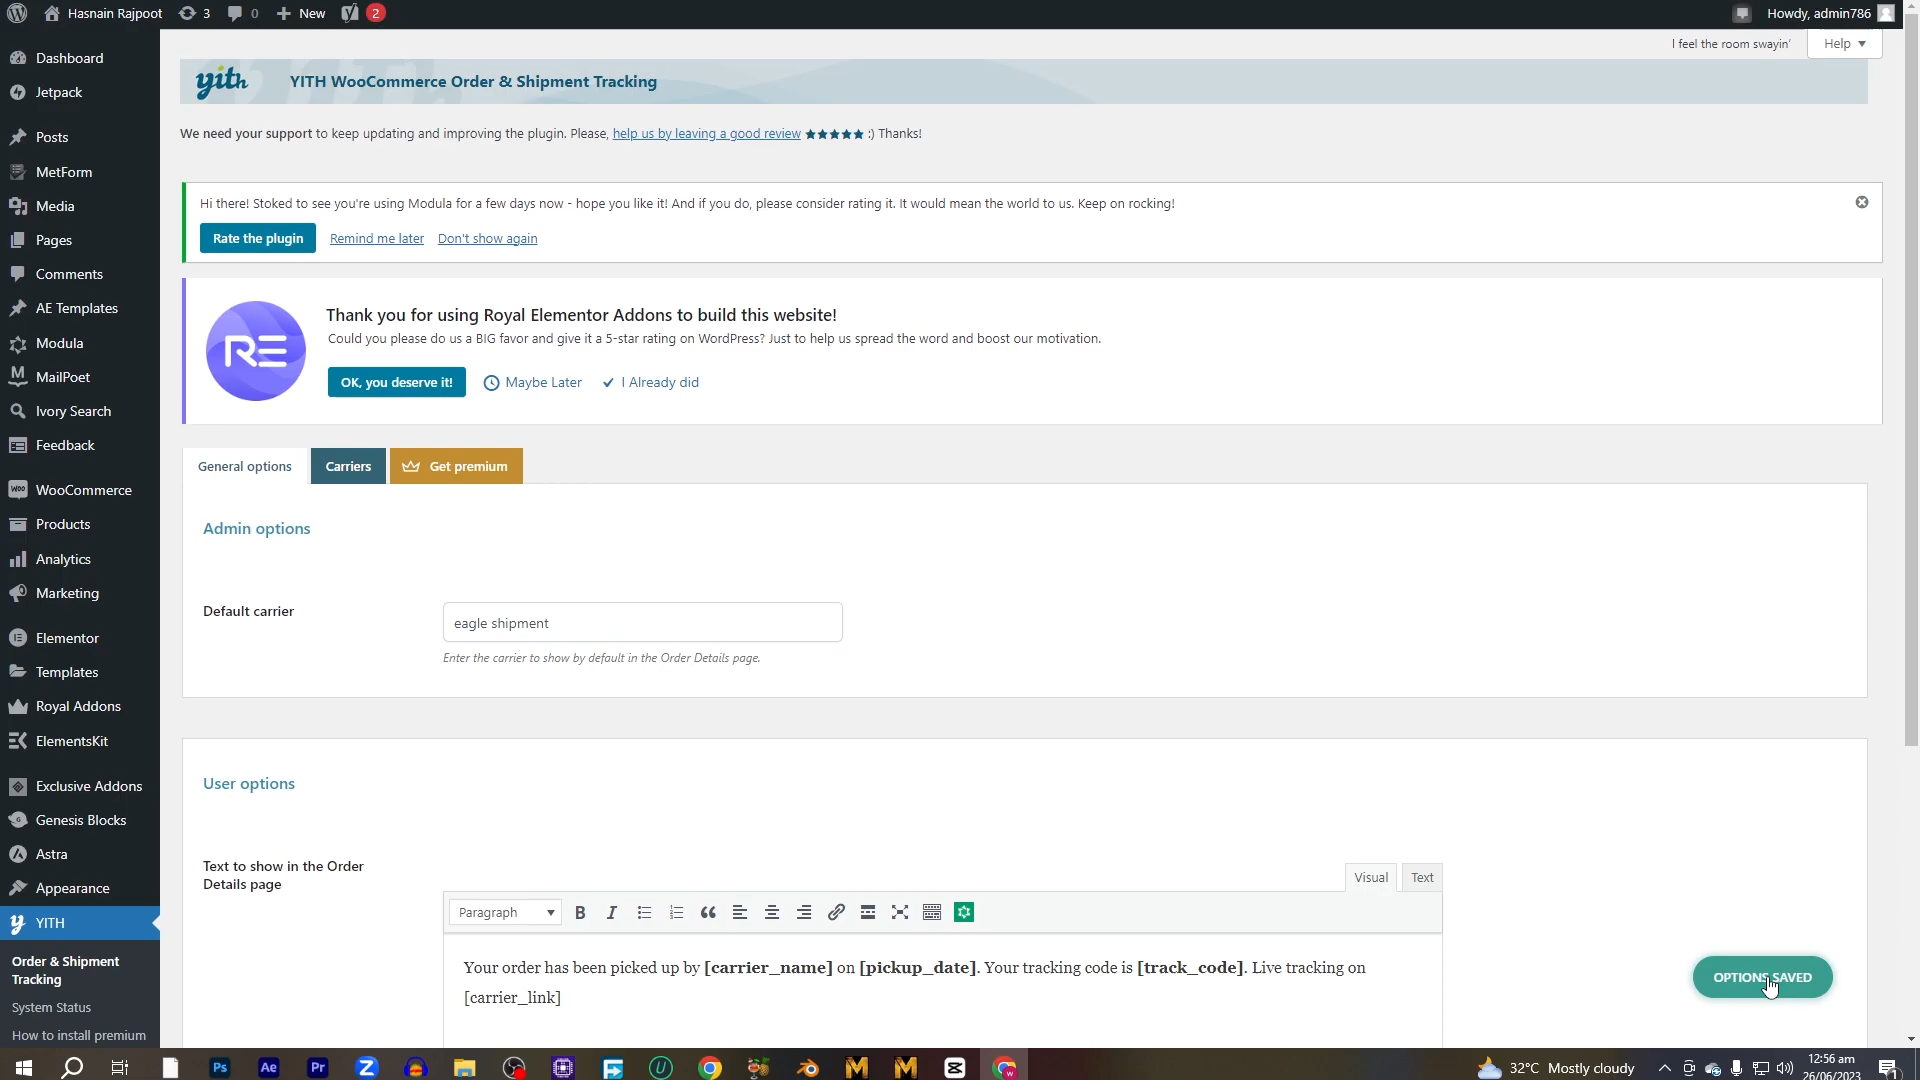 Hasnain Rajpoot 3 0 New 2 Howdy, admin786
I feel the room swayin' Help
Dashboard
Jetpack
Posts
MetForm
Media
Pages
Comments
AE Templates
Modula
MailPoet
Ivory Search
Feedback
WooCommerce
Products
Analytics
Marketing
Elementor
Templates
Royal Addons
ElementsKit
Exclusive Addons
Genesis Blocks
Astra
Appearance
YITH
Order & Shipment
Tracking
System Status
How to install premium
yith YITH WooCommerce Order & Shipment Tracking
We need your support to keep updating and improving the plugin. Please, help us by leaving a good review ★★★★★ :) Thanks!
Hi there! Stoked to see you're using Modula for a few days now - hope you like it! And if you do, please consider rating it. It would mean the world to us. Keep on rocking!
Rate the plugin Remind me later Don't show again
RE
Thank you for using Royal Elementor Addons to build this website!
Could you please do us a BIG favor and give it a 5-star rating on WordPress? Just to help us spread the word and boost our motivation.
OK, you deserve it! Maybe Later I Already did
General options Carriers Get premium
Admin options
Default carrier eagle shipment
Enter the carrier to show by default in the Order Details page.
User options
Text to show in the Order
Details page
Visual Text
Paragraph B I
Your order has been picked up by [carrier_name] on [pickup_date]. Your tracking code is [track_code]. Live tracking on
[carrier_link]
OPTIONS SAVED
Ps Ae Pr Z 32°C Mostly cloudy 12:56 am
26/06/2023 1